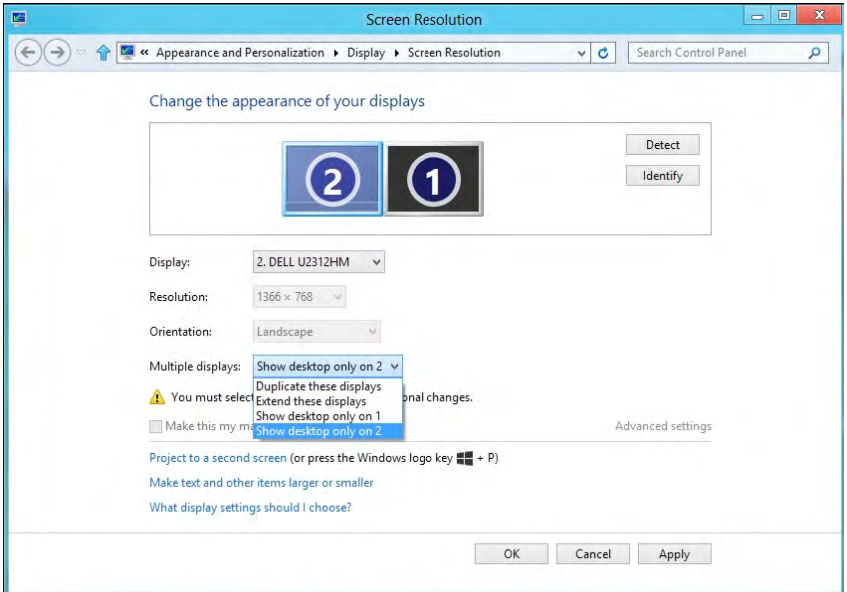 Screen Resolution
« Appearance and Personalization Display Screen Resolution
Search Control Panel
Change the appearance of your displays
2 1
Detect
Identify
Display: 2. DELL U2312HM
Resolution: 1366 × 768
Orientation: Landscape
Multiple displays: Show desktop only on 2
Duplicate these displays
You must selec onal changes.
Extend these displays
Show desktop only on 1
Make this my m Advanced settings
Show desktop only on 2
Project to a second screen (or press the Windows logo key + P)
Make text and other items larger or smaller
What display settings should I choose?
OK Cancel Apply